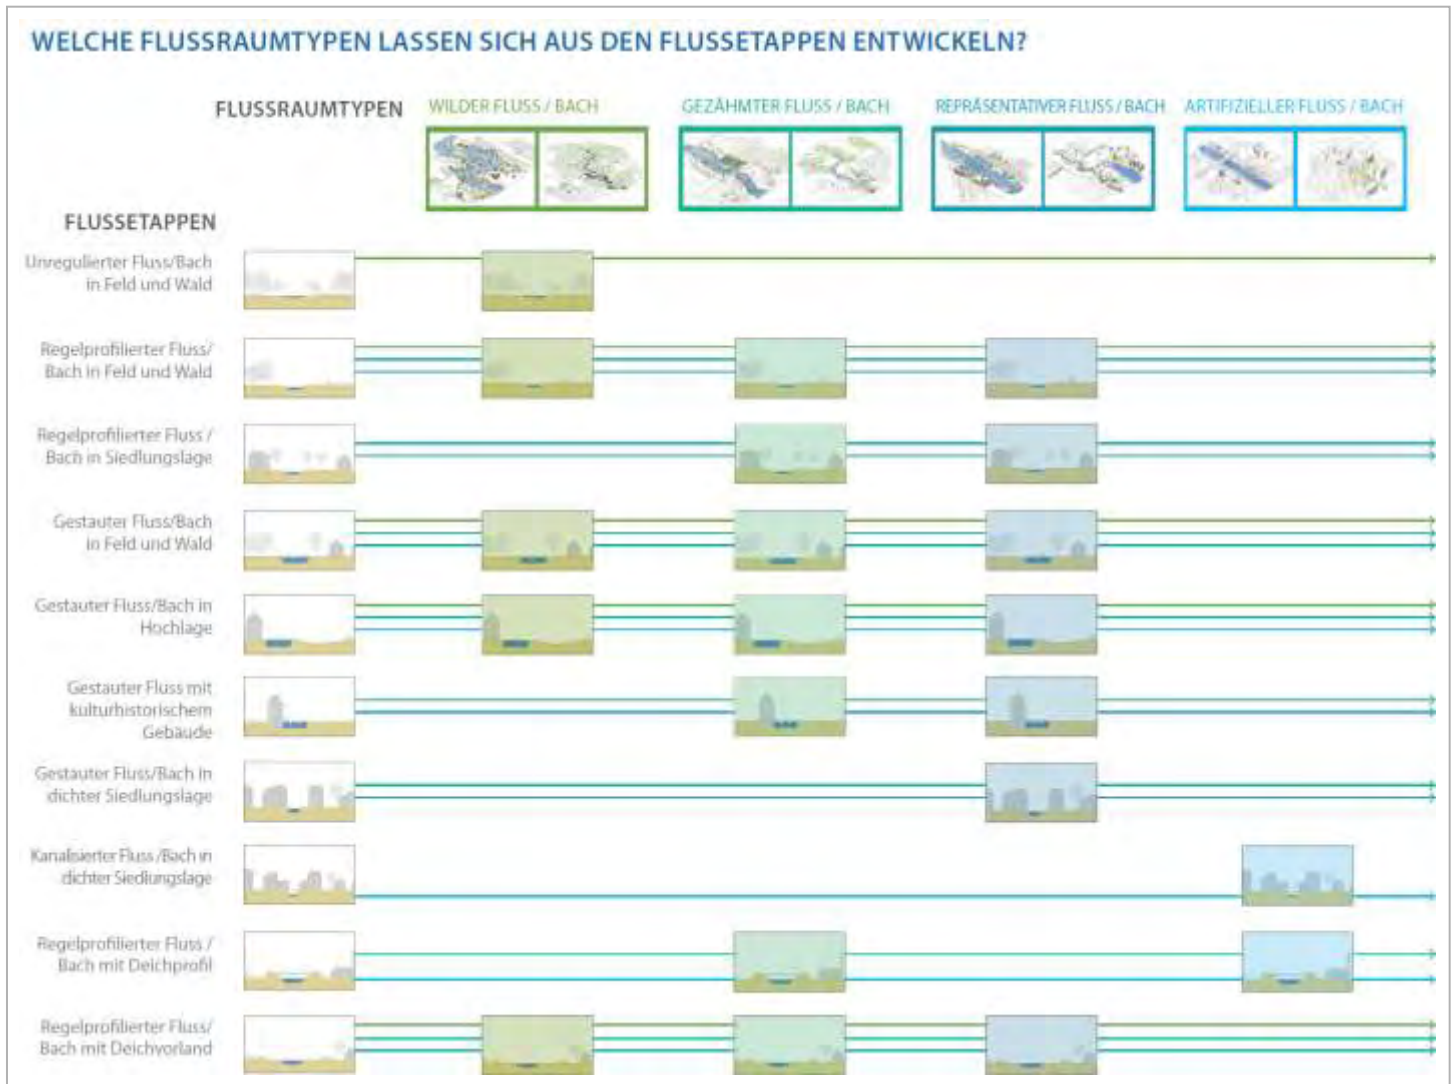 WELCHE FLUSSRAUMTYPEN LASSEN SICH AUS DEN FLUSSETAPPEN ENTWICKELN?
FLUSSRAUMTYPEN
WILDER FLUSS / BACH
GEZÄHMTER FLUSS / BACH
REPRÄSENTATIVER FLUSS / BACH
ARTIFIZIELLER FLUSS / BACH
FLUSSETAPPEN
Unregulierter Fluss/Bach
in Feld und Wald
Regelprofilierter Fluss/
Bach in Feld und Wald
Regelprofilierter Fluss /
Bach in Siedlungslage
Gestauter Fluss/Bach
in Feld und Wald
Gestauter Fluss/Bach in
Hochlage
Gestauter Fluss mit
kulturhistorischem
Gebäude
Gestauter Fluss/Bach in
dichter Siedlungslage
Kanalisierter Fluss /Bach in
dichter Siedlungslage
Regelprofilierter Fluss /
Bach mit Deichprofil
Regelprofilierter Fluss/
Bach mit Deichvorland